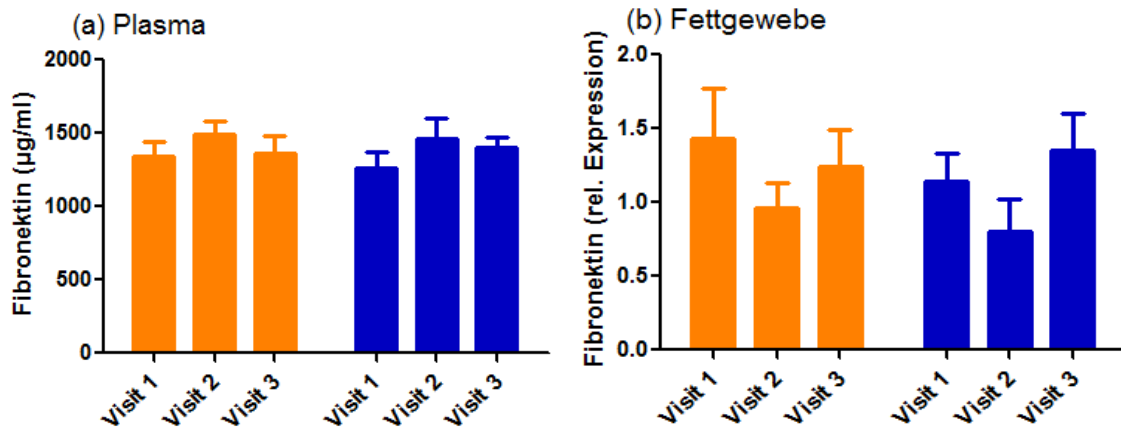 (a) Plasma
Fibronektin (µg/ml)
2000
1500
1000
500
0
Visit 1
Visit 2
Visit 3
Visit 1
Visit 2
Visit 3
(b) Fettgewebe
Fibronektin (rel. Expression)
2.0
1.5
1.0
0.5
0.0
Visit 1
Visit 2
Visit 3
Visit 1
Visit 2
Visit 3